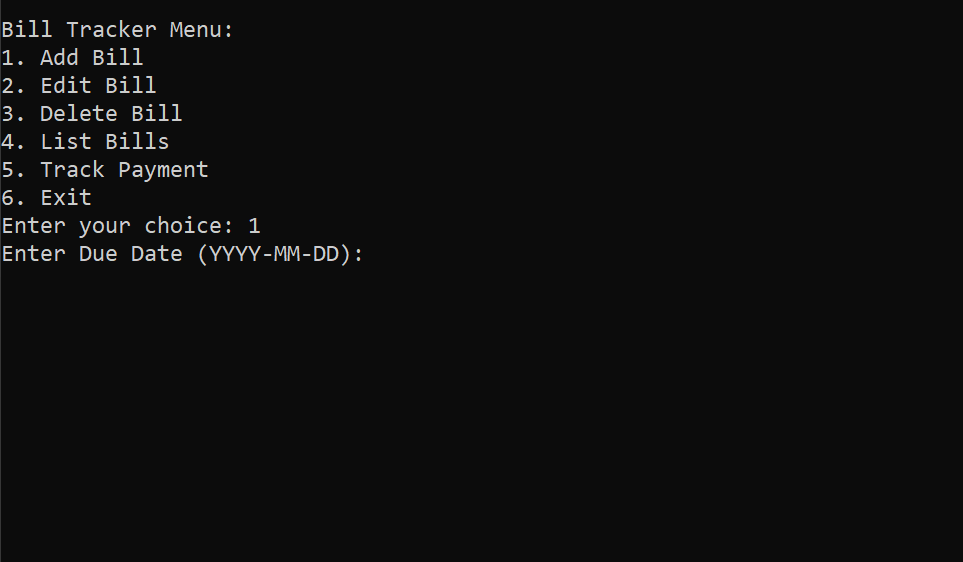 Bill Tracker Menu:
1. Add Bill
2. Edit Bill
3. Delete Bill
4. List Bills
5. Track Payment
6. Exit
Enter your choice: 1
Enter Due Date (YYYY-MM-DD):